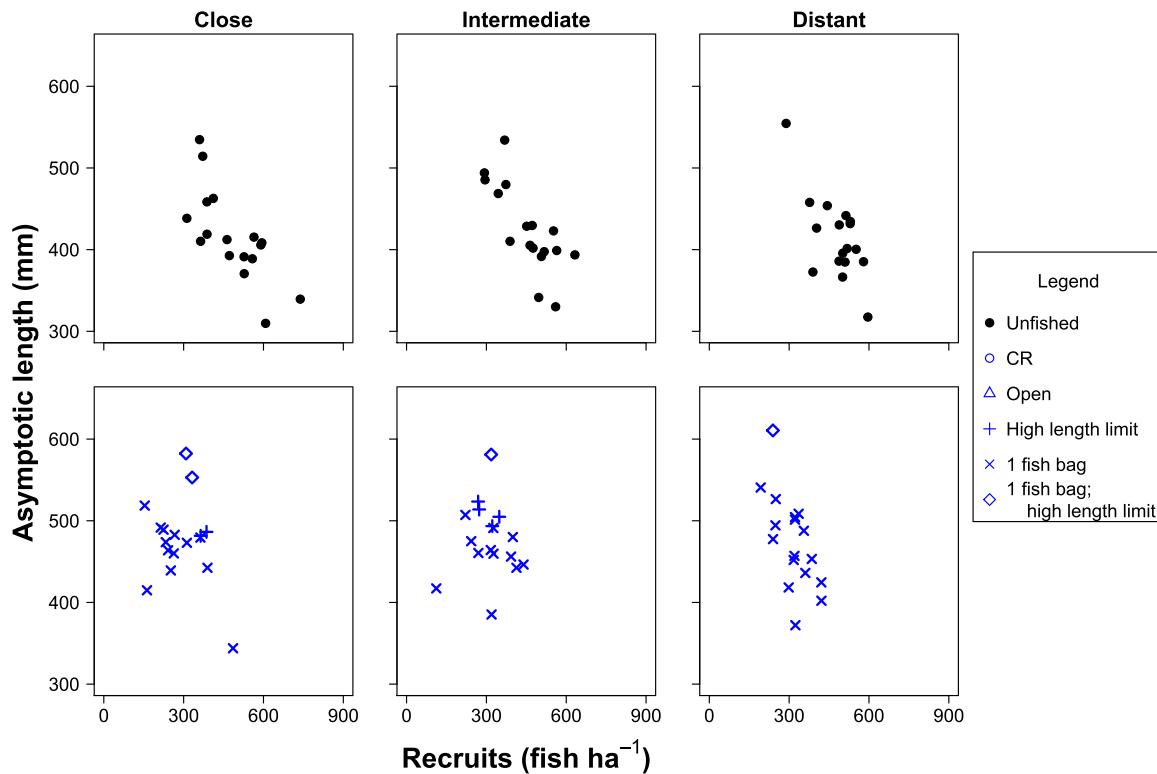 Close Intermediate Distant
600
500
400
300
600
500
400
300
Asymptotic length (mm)
0 300 600 900 0 300 600 900 0 300 600 900
Recruits (fish ha⁻¹)
Legend
Unfished
CR
Open
High length limit
1 fish bag
1 fish bag;
high length limit